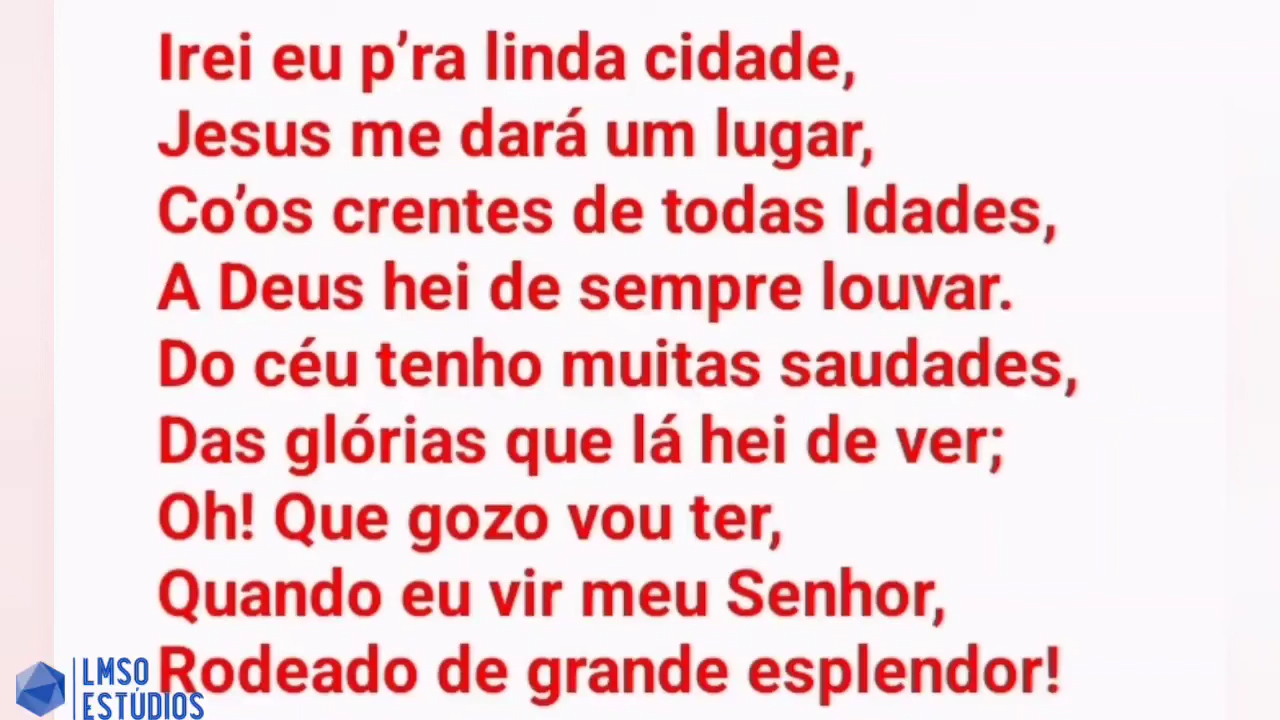 Irei eu p’ra linda cidade,
Jesus me dará um lugar,
Co’os crentes de todas Idades,
A Deus hei de sempre louvar.
Do céu tenho muitas saudades,
Das glórias que lá hei de ver;
Oh! Que gozo vou ter,
Quando eu vir meu Senhor,
Rodeado de grande esplendor!
LMSO
ESTÚDIOS